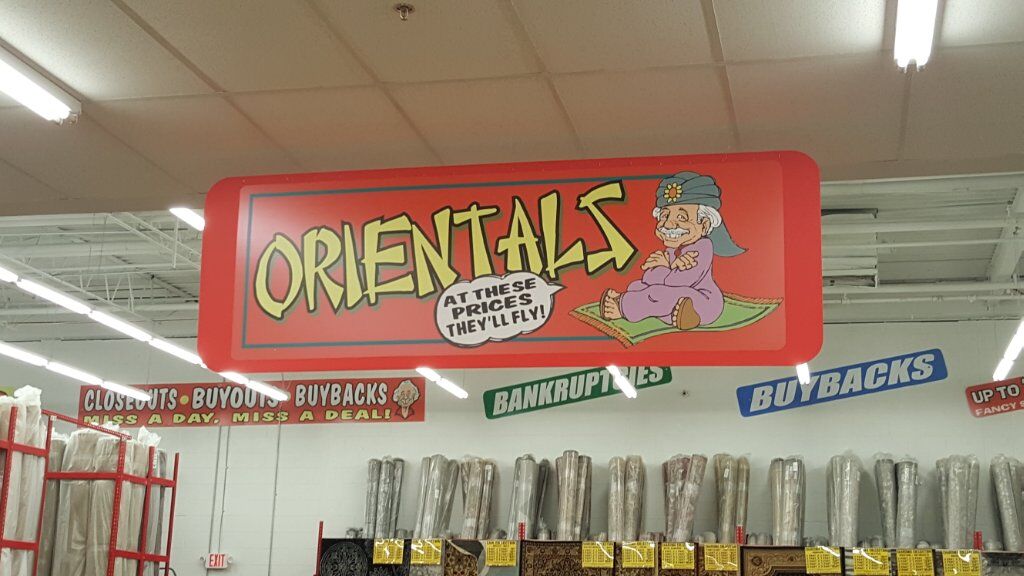 ORIENTALS
AT THESE
PRICES
THEY'LL FLY!
CLOSEOUTS • BUYOUTS • BUYBACKS
MISS A DAY, MISS A DEAL!
BANKRUPTCIES
BUYBACKS
UP TO
FANCY
EXIT